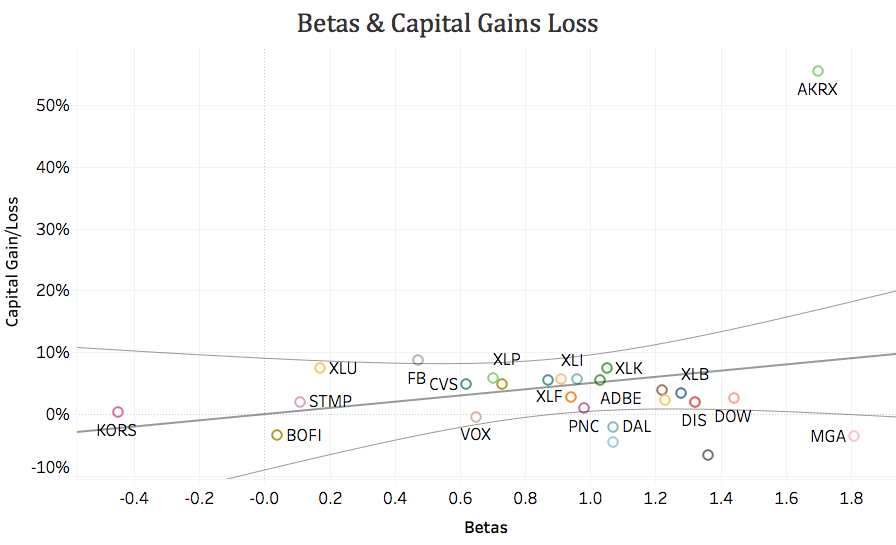 Betas & Capital Gains Loss
AKRX
50%
40%
30%
20%
10%
0%
-10%
Capital Gain/Loss
XLU
FB
CVS
XLP
XLI
XLK
XLB
STMP
XLF
ADBE
KORS
BOFI
VOX
PNC
DAL
DIS
DOW
MGA
-0.4
-0.2
-0.0
0.2
0.4
0.6
0.8
1.0
1.2
1.4
1.6
1.8
Betas